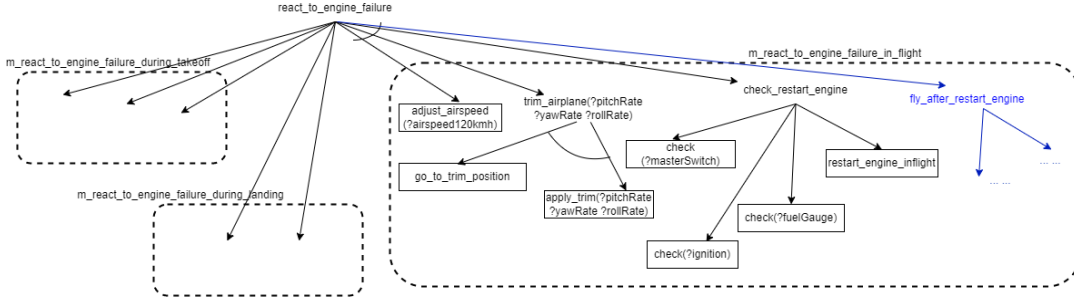 react_to_engine_failure
m_react_to_engine_failure_in_flight
m_react_to_engine_failure_during_takeoff
adjust_airspeed
(?airspeed120kmh)
trim_airplane(?pitchRate
?yawRate ?rollRate)
check_restart_engine
fly_after_restart_engine
check
(?masterSwitch)
restart_engine_inflight
... ...
go_to_trim_position
... ...
m_react_to_engine_failure_during_landing
apply_trim(?pitchRate
?yawRate ?rollRate)
check(?fuelGauge)
check(?ignition)